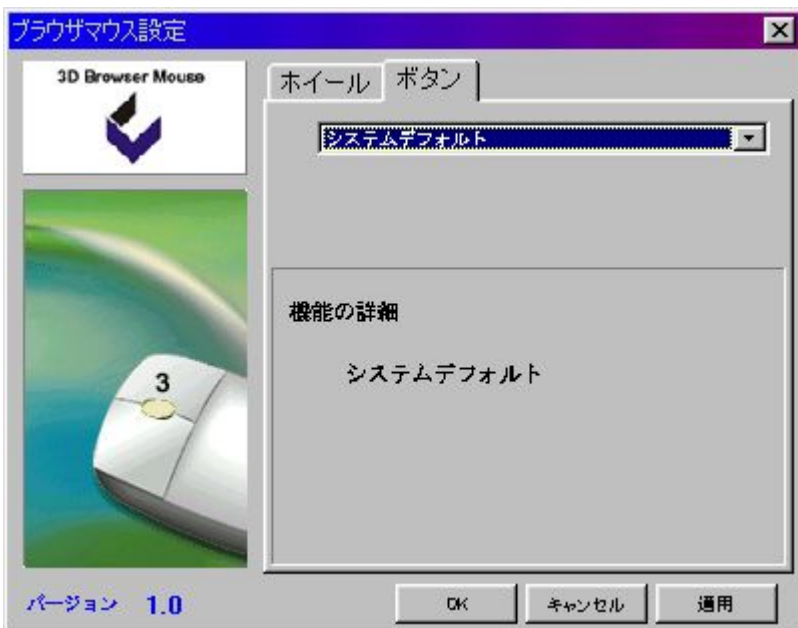 ブラウザマウス設定
3D Browser Mouse
ホイール ボタン
システムデフォルト
機能の詳細
システムデフォルト
3
バージョン 1.0
OK キャンセル 適用